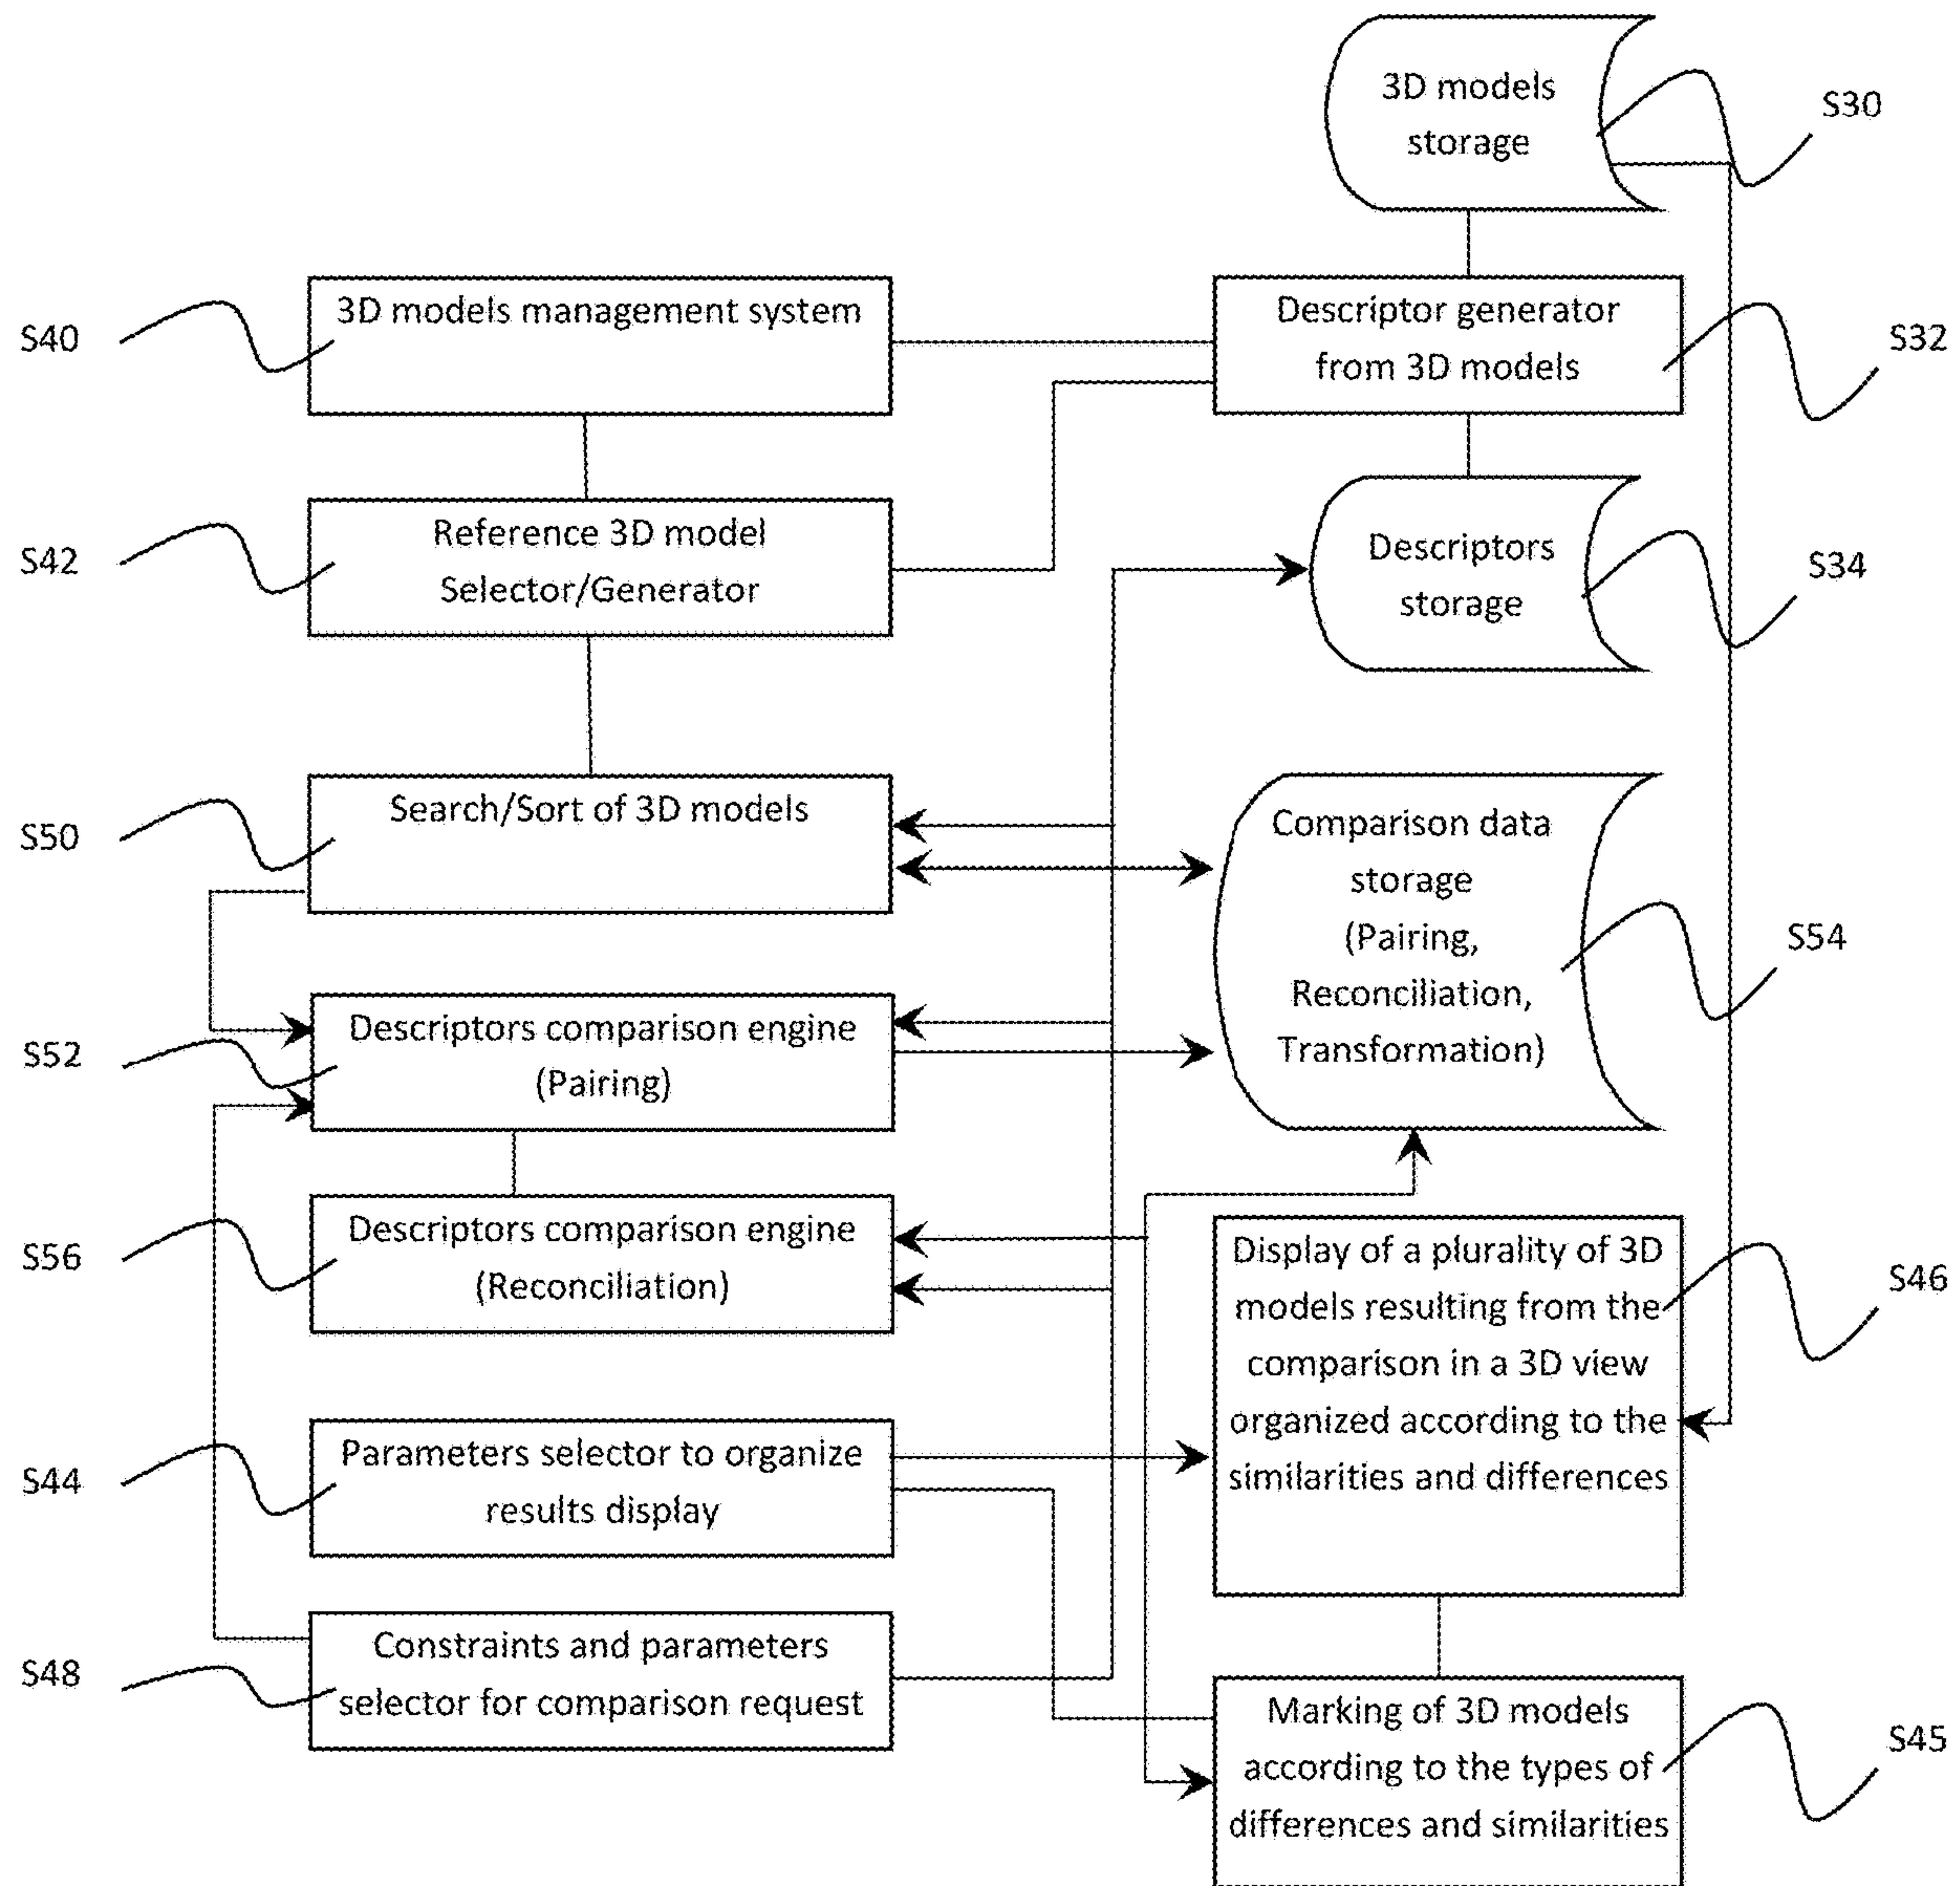 3D models
storage
S30
3D models management system
S40
Descriptor generator
from 3D models
S32
Reference 3D model
Selector/Generator
S42
Descriptors
storage
S34
Search/Sort of 3D models
S50
Comparison data
storage
(Pairing,
Reconciliation,
Transformation)
S54
Descriptors comparison engine
(Pairing)
S52
Descriptors comparison engine
(Reconciliation)
S56
Display of a plurality of 3D
models resulting from the
comparison in a 3D view
organized according to the
similarities and differences
S46
Parameters selector to organize
results display
S44
Constraints and parameters
selector for comparison request
S48
Marking of 3D models
according to the types of
differences and similarities
S45